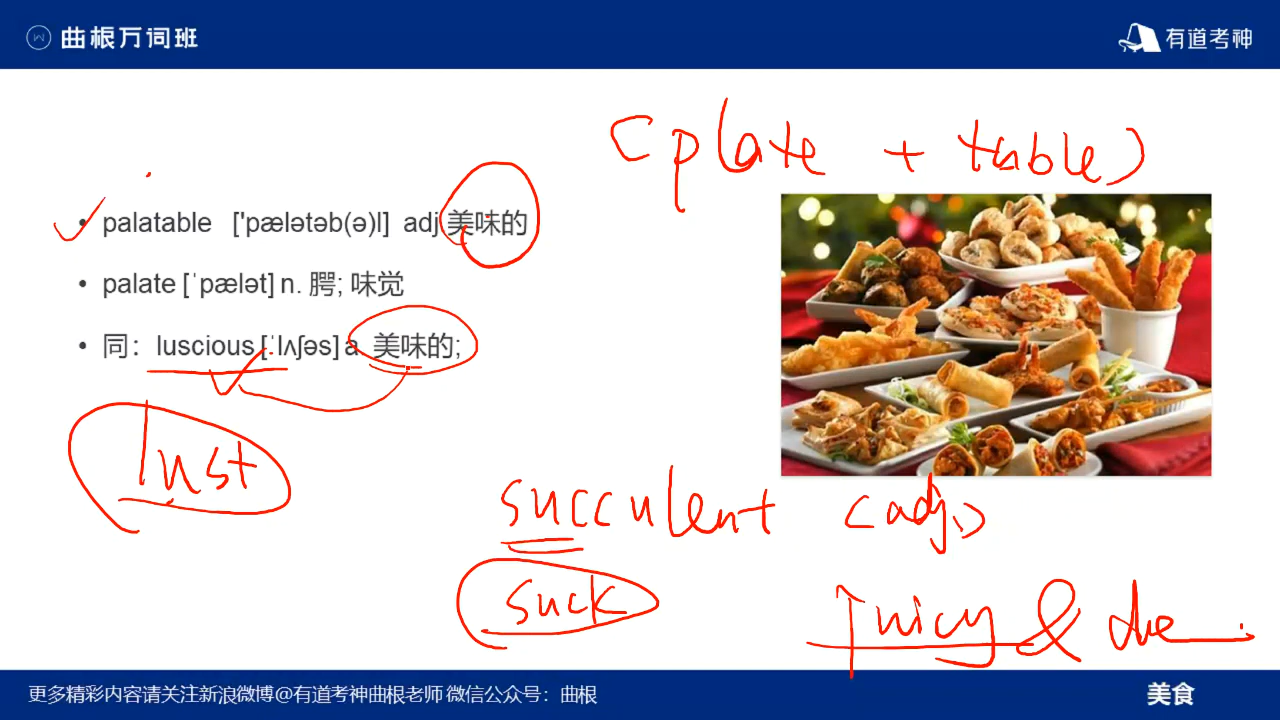 曲根万词班
有道考神
(plate + table)
palatable ['pælətəb(ə)l] adj 美味的
palate [ˈpælət] n. 腭; 味觉
同：luscious [ˈlʌʃəs] a 美味的;
lust
succulent (adj.)
suck
juicy &
更多精彩内容请关注新浪微博@有道考神曲根老师 微信公众号：曲根
美食